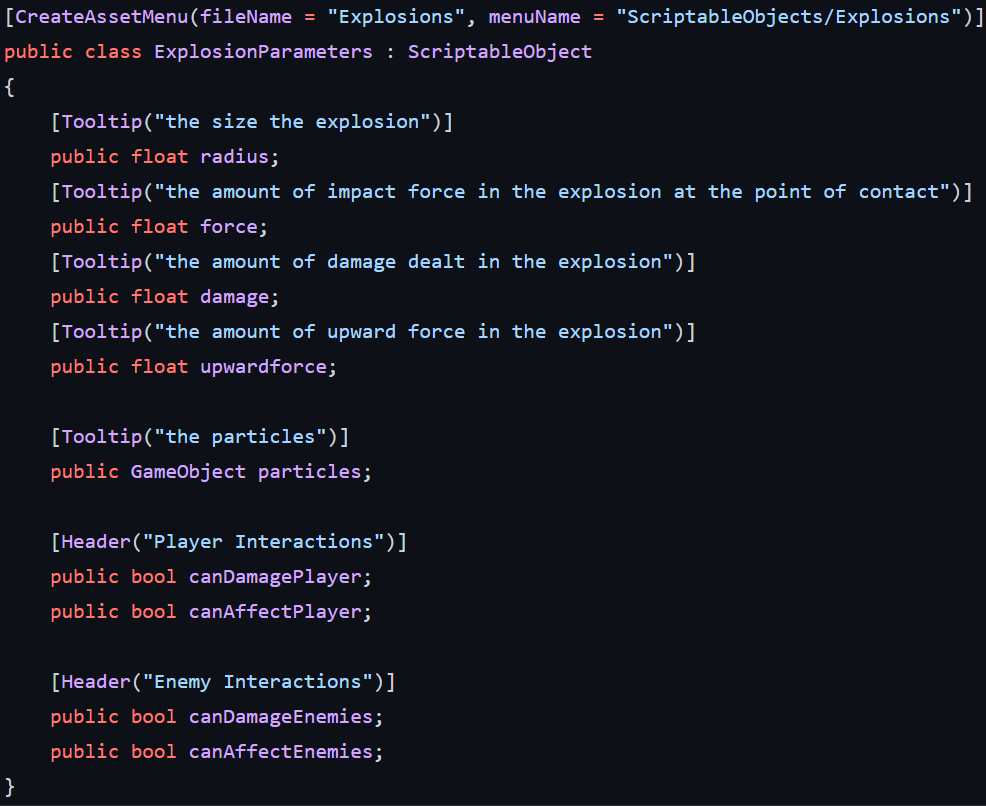 [CreateAssetMenu(fileName = "Explosions", menuName = "ScriptableObjects/Explosions")]
public class ExplosionParameters : ScriptableObject
{
    [Tooltip("the size the explosion")]
    public float radius;
    [Tooltip("the amount of impact force in the explosion at the point of contact")]
    public float force;
    [Tooltip("the amount of damage dealt in the explosion")]
    public float damage;
    [Tooltip("the amount of upward force in the explosion")]
    public float upwardforce;

    [Tooltip("the particles")]
    public GameObject particles;

    [Header("Player Interactions")]
    public bool canDamagePlayer;
    public bool canAffectPlayer;

    [Header("Enemy Interactions")]
    public bool canDamageEnemies;
    public bool canAffectEnemies;
}